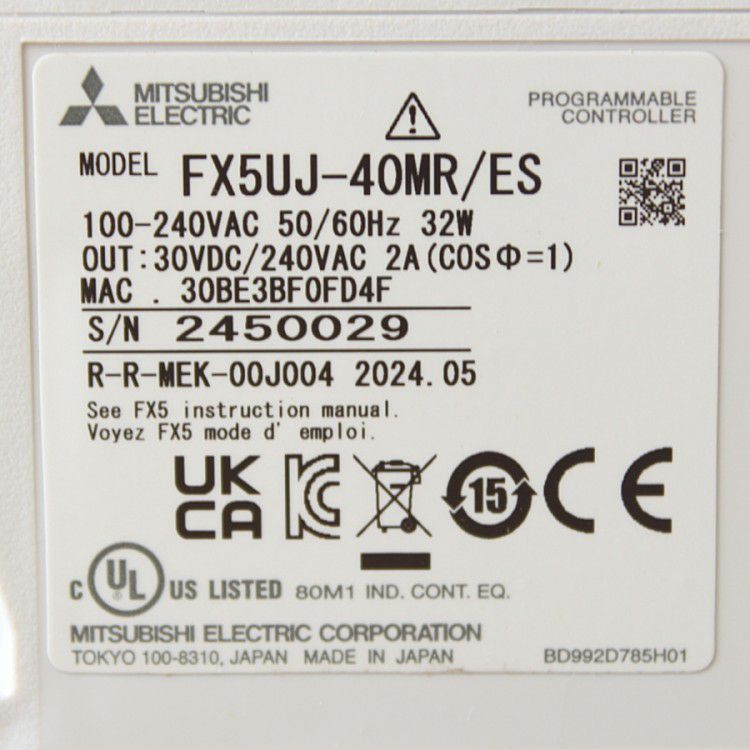 MITSUBISHI
ELECTRIC
PROGRAMMABLE
CONTROLLER
MODEL FX5UJ-40MR/ES
100-240VAC 50/60Hz 32W
OUT:30VDC/240VAC 2A(COSΦ=1)
MAC . 30BE3BF0FD4F
S/N 2450029
R-R-MEK-00J004 2024.05
See FX5 instruction manual.
Voyez FX5 mode d' emploi.
UK
CA
15
CE
C UL US LISTED 80M1 IND. CONT. EQ.
MITSUBISHI ELECTRIC CORPORATION
TOKYO 100-8310, JAPAN MADE IN JAPAN BD992D785H01